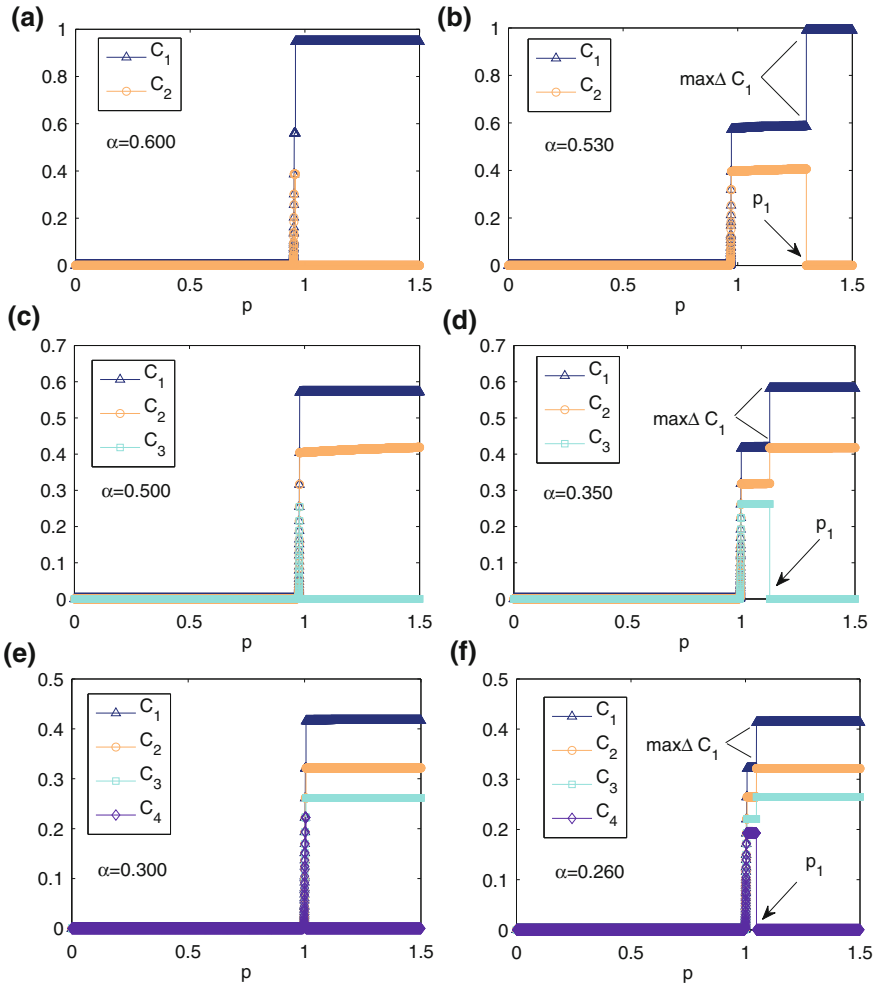 (a)
1
0.8
0.6
0.4
0.2
0
C1
C2
α=0.600
0
0.5
1
1.5
p
(b)
1
0.8
0.6
0.4
0.2
0
C1
C2
α=0.530
maxΔ C1
p1
0
0.5
1
1.5
p
(c)
0.7
0.6
0.5
0.4
0.3
0.2
0.1
0
C1
C2
C3
α=0.500
0
0.5
1
1.5
p
(d)
0.7
0.6
0.5
0.4
0.3
0.2
0.1
0
C1
C2
C3
α=0.350
maxΔ C1
p1
0
0.5
1
1.5
p
(e)
0.5
0.4
0.3
0.2
0.1
0
C1
C2
C3
C4
α=0.300
0
0.5
1
1.5
p
(f)
0.5
0.4
0.3
0.2
0.1
0
C1
C2
C3
C4
α=0.260
maxΔ C1
p1
0
0.5
1
1.5
p